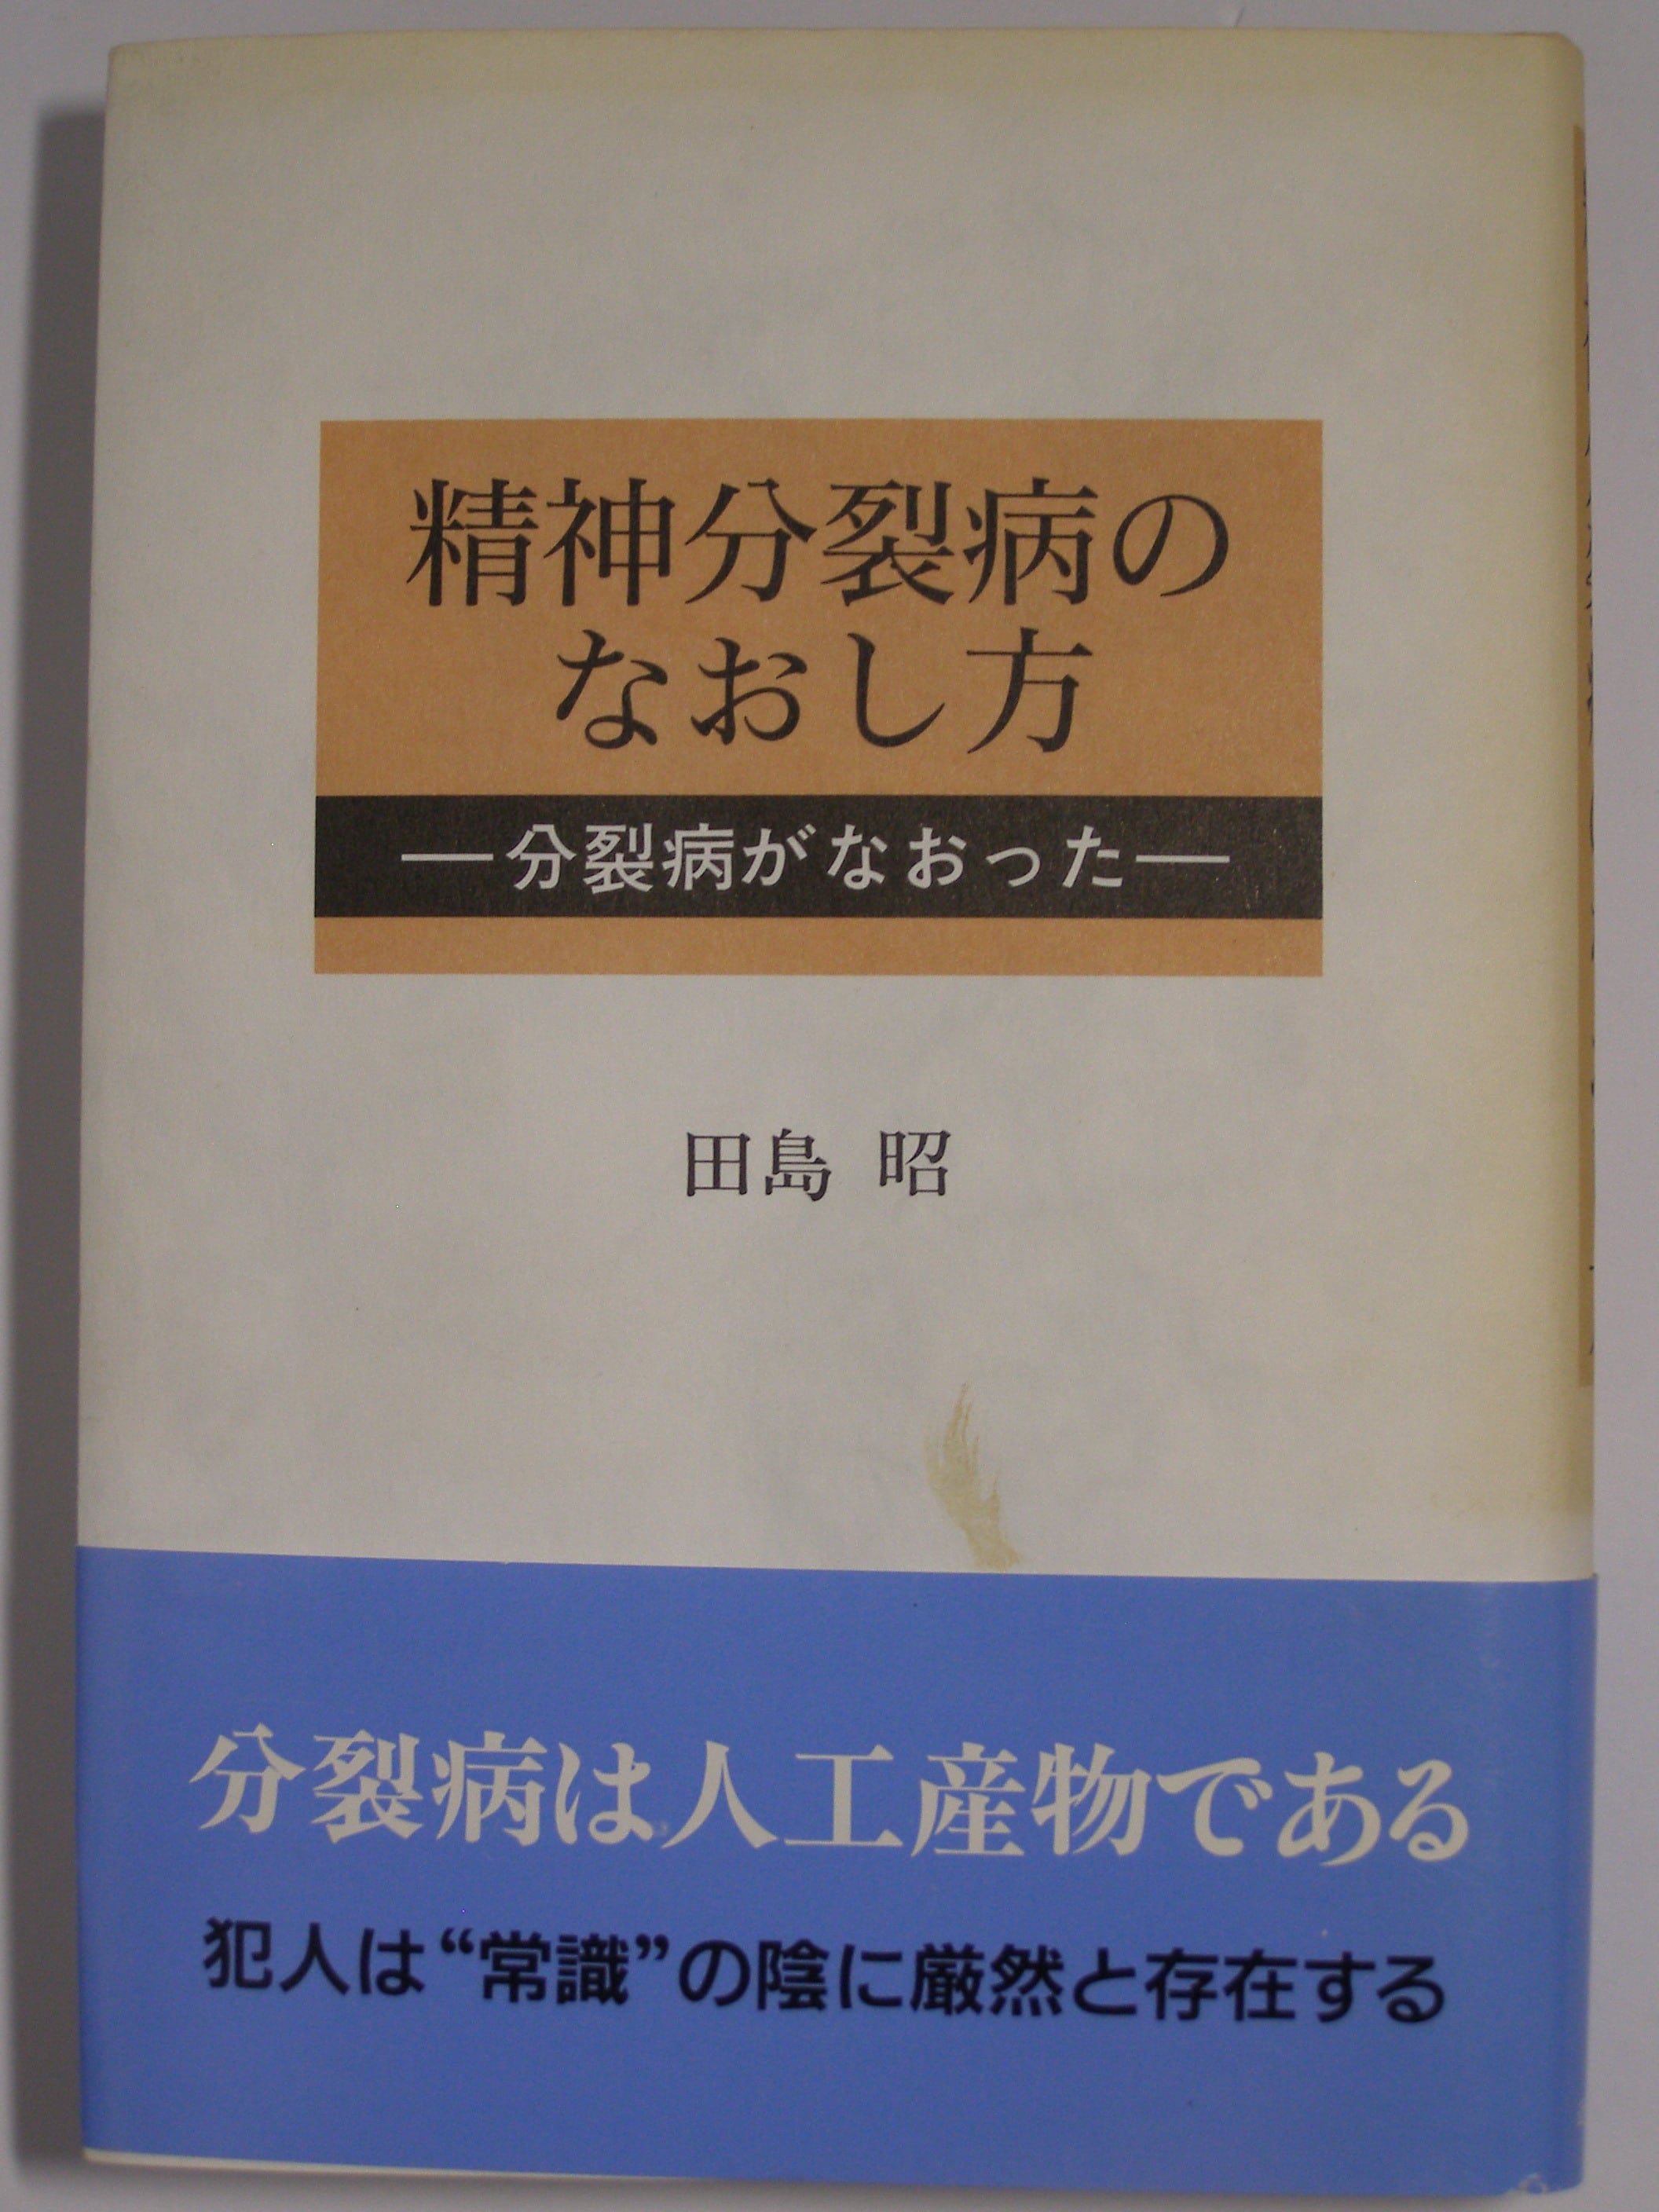 精神分裂病の
なおし方
―分裂病がなおった―
田島 昭
分裂病は人工産物である
犯人は“常識”の陰に厳然と存在する